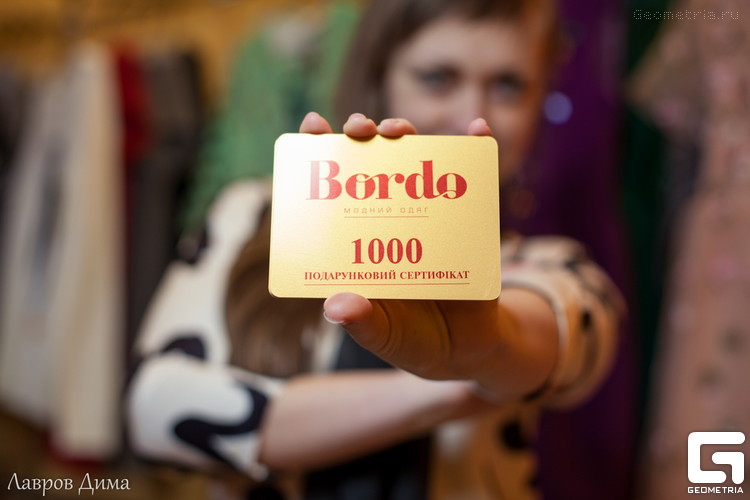 Geometria.ru
Bordo
МОДНИЙ ОДЯГ
1000
ПОДАРУНКОВИЙ СЕРТИФІКАТ
Лавров Дима
G
GEOMETRIA